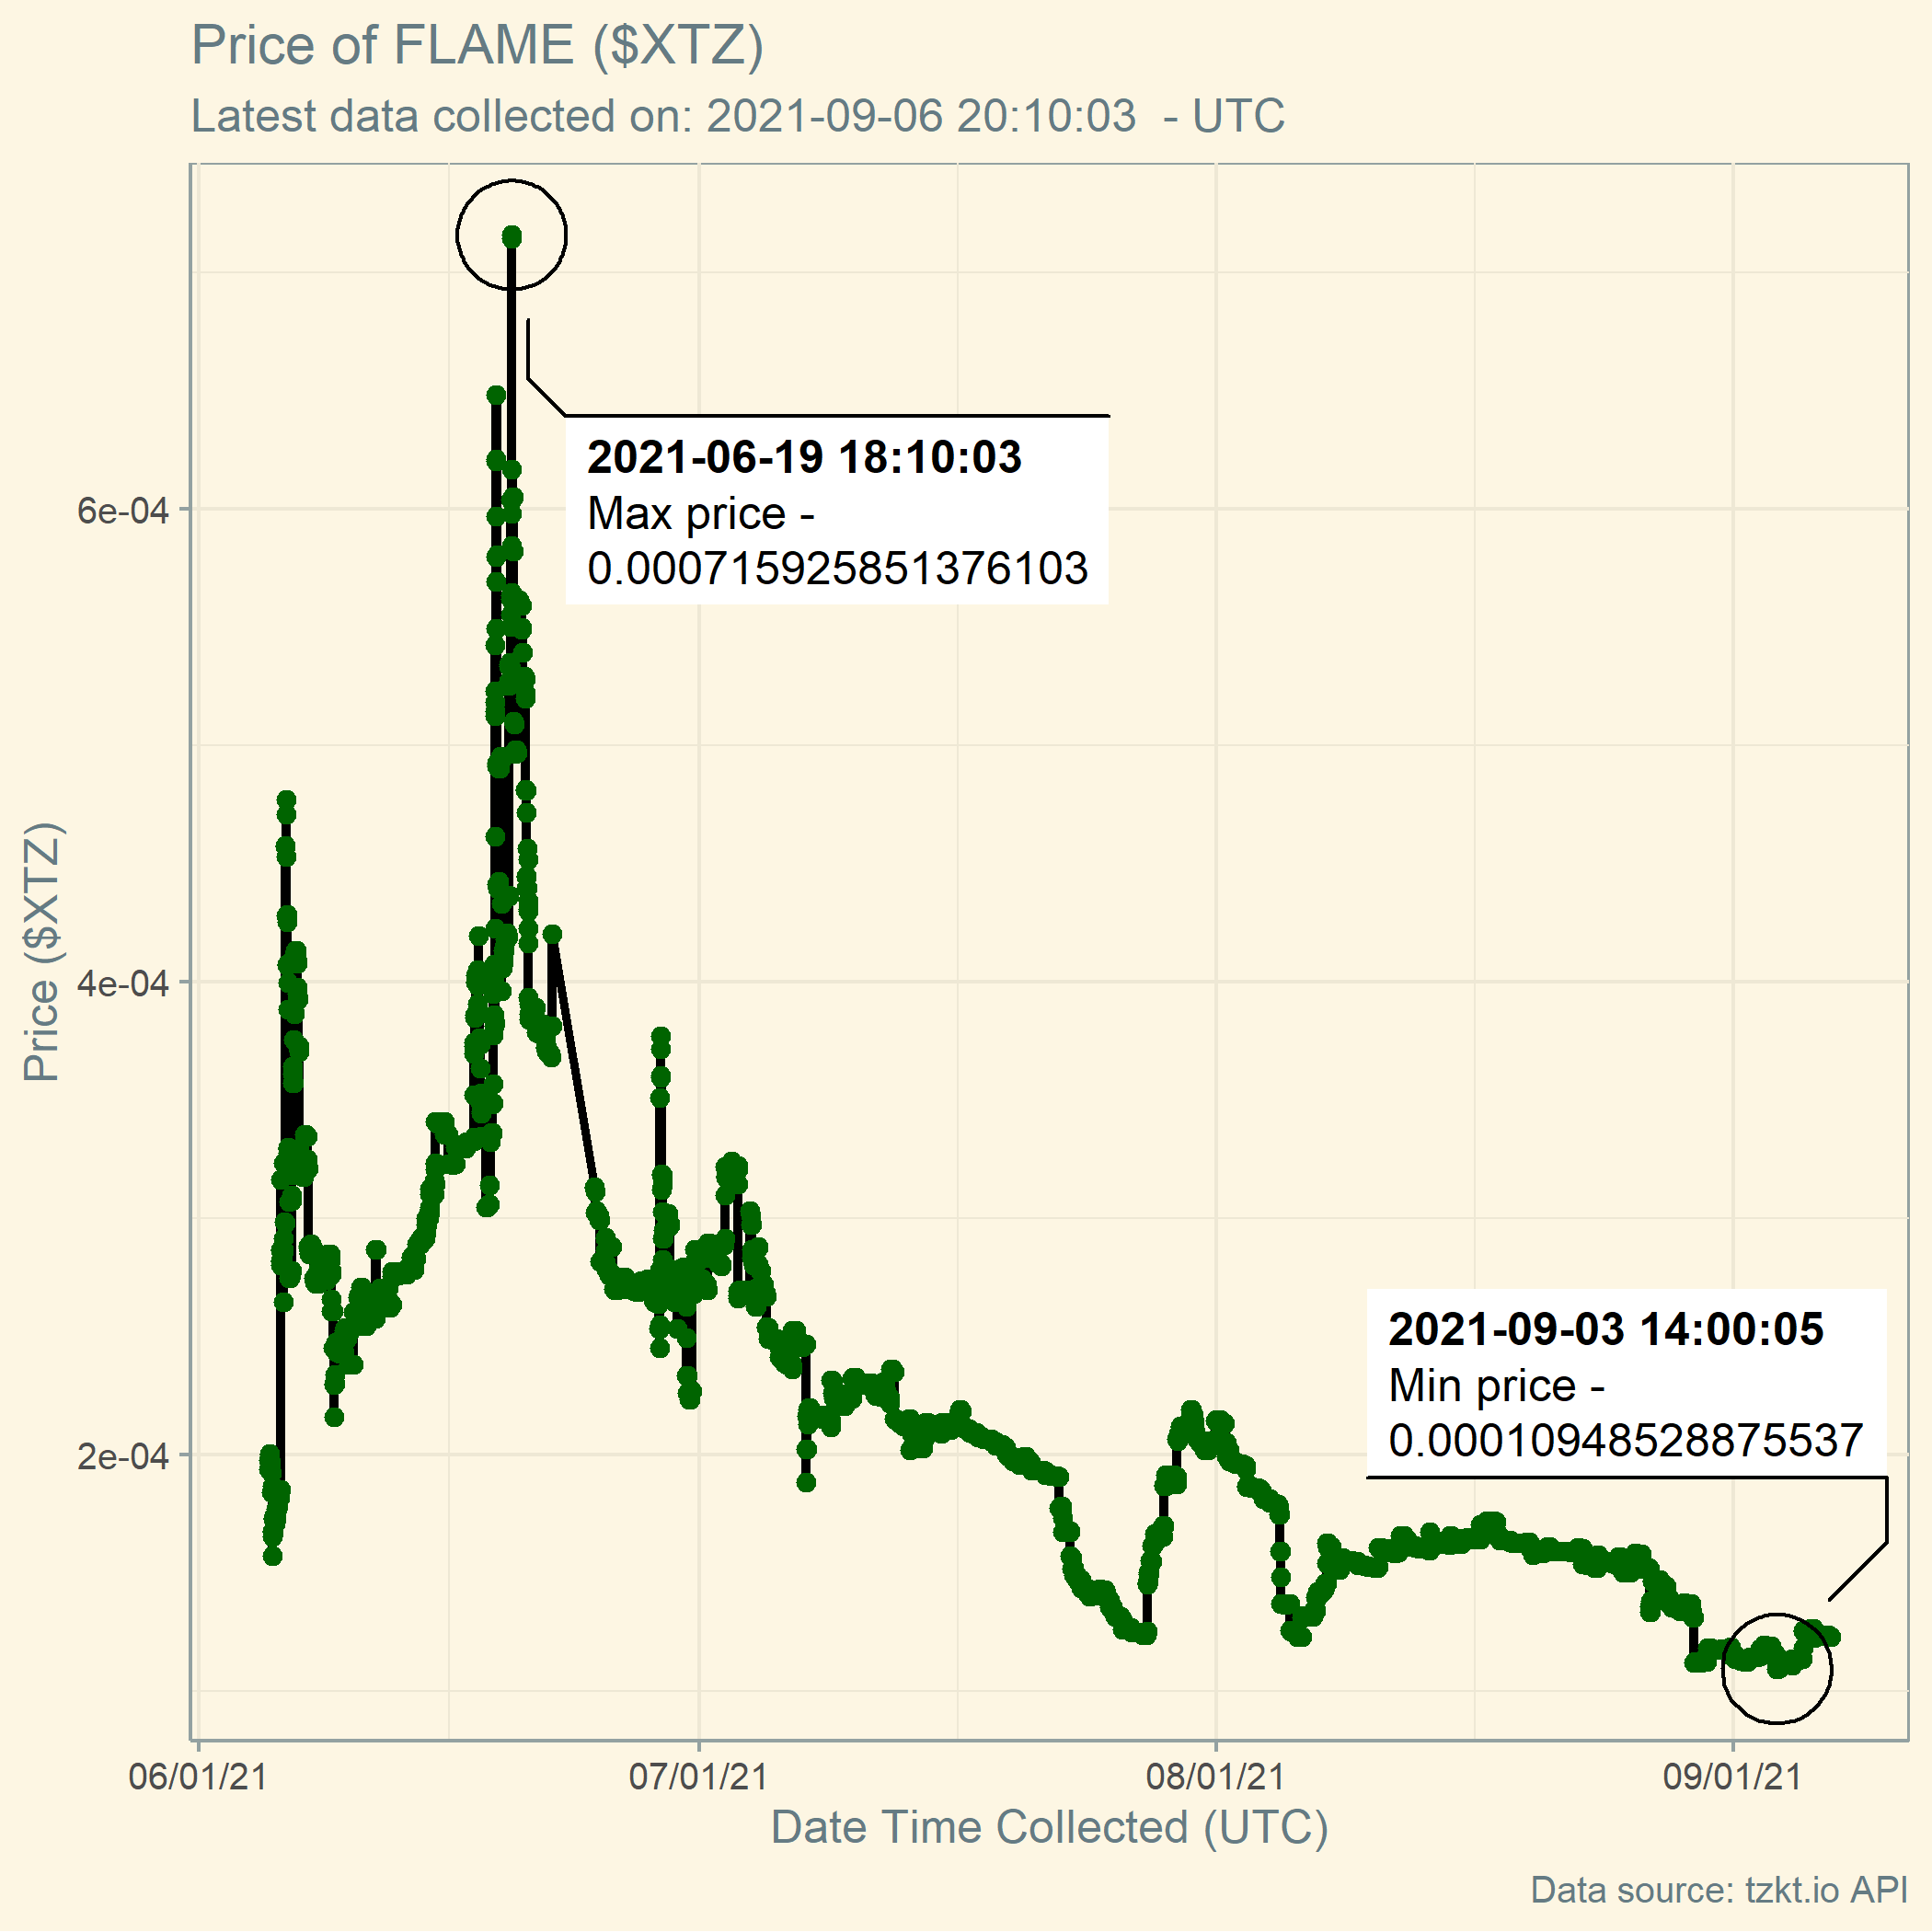 Price of FLAME ($XTZ)
Latest data collected on: 2021-09-06 20:10:03  - UTC
2021-06-19 18:10:03
Max price -
0.000715925851376103
6e-04
4e-04
2e-04
Price ($XTZ)
2021-09-03 14:00:05
Min price -
0.00010948528875537
06/01/21
07/01/21
08/01/21
09/01/21
Date Time Collected (UTC)
Data source: tzkt.io API